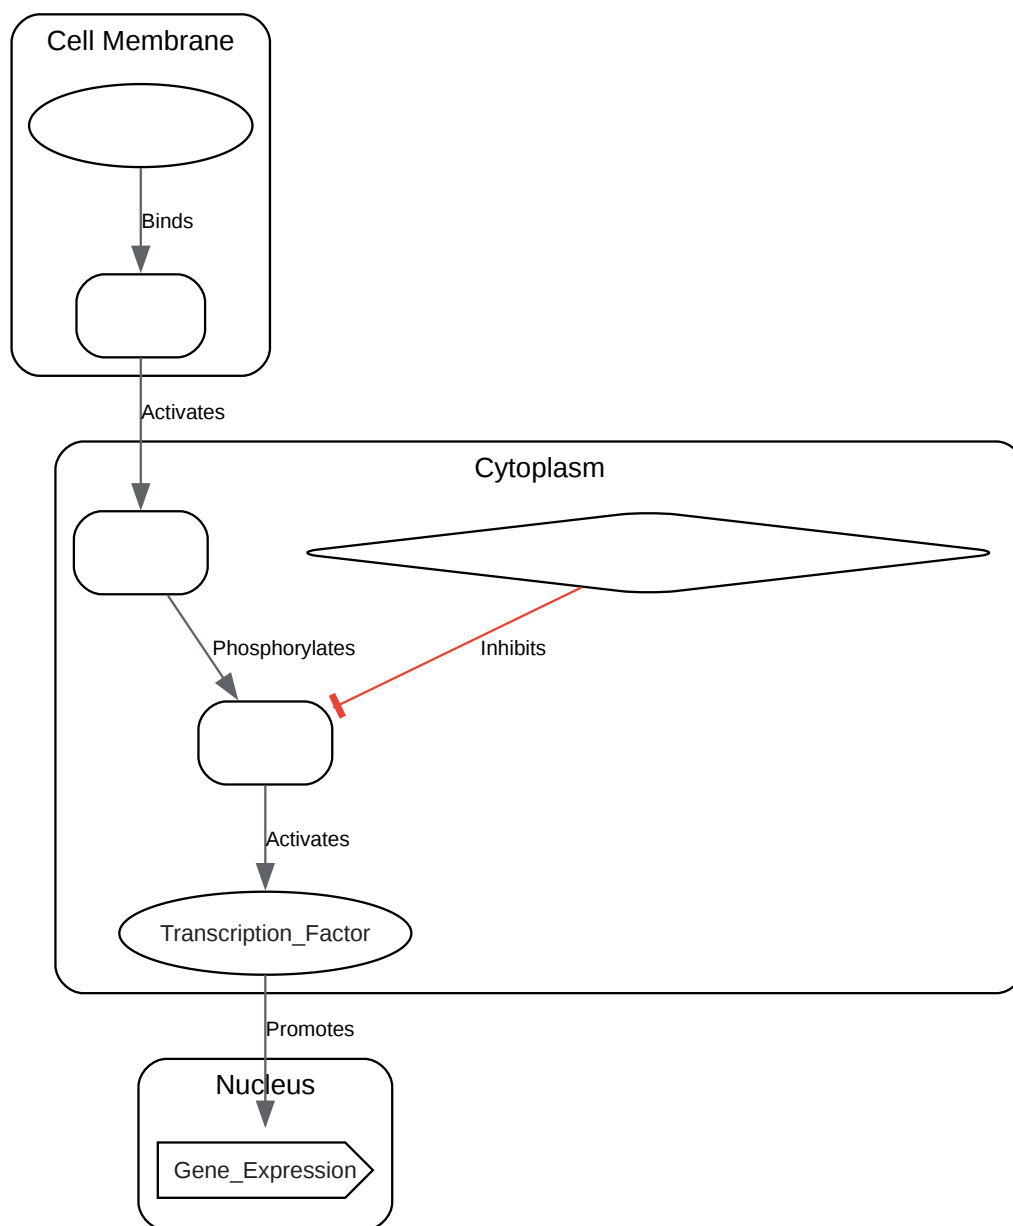 Cell Membrane
Binds
Activates
Cytoplasm
Phosphorylates
Inhibits
Activates
Transcription_Factor
Promotes
Nucleus
Gene_Expression